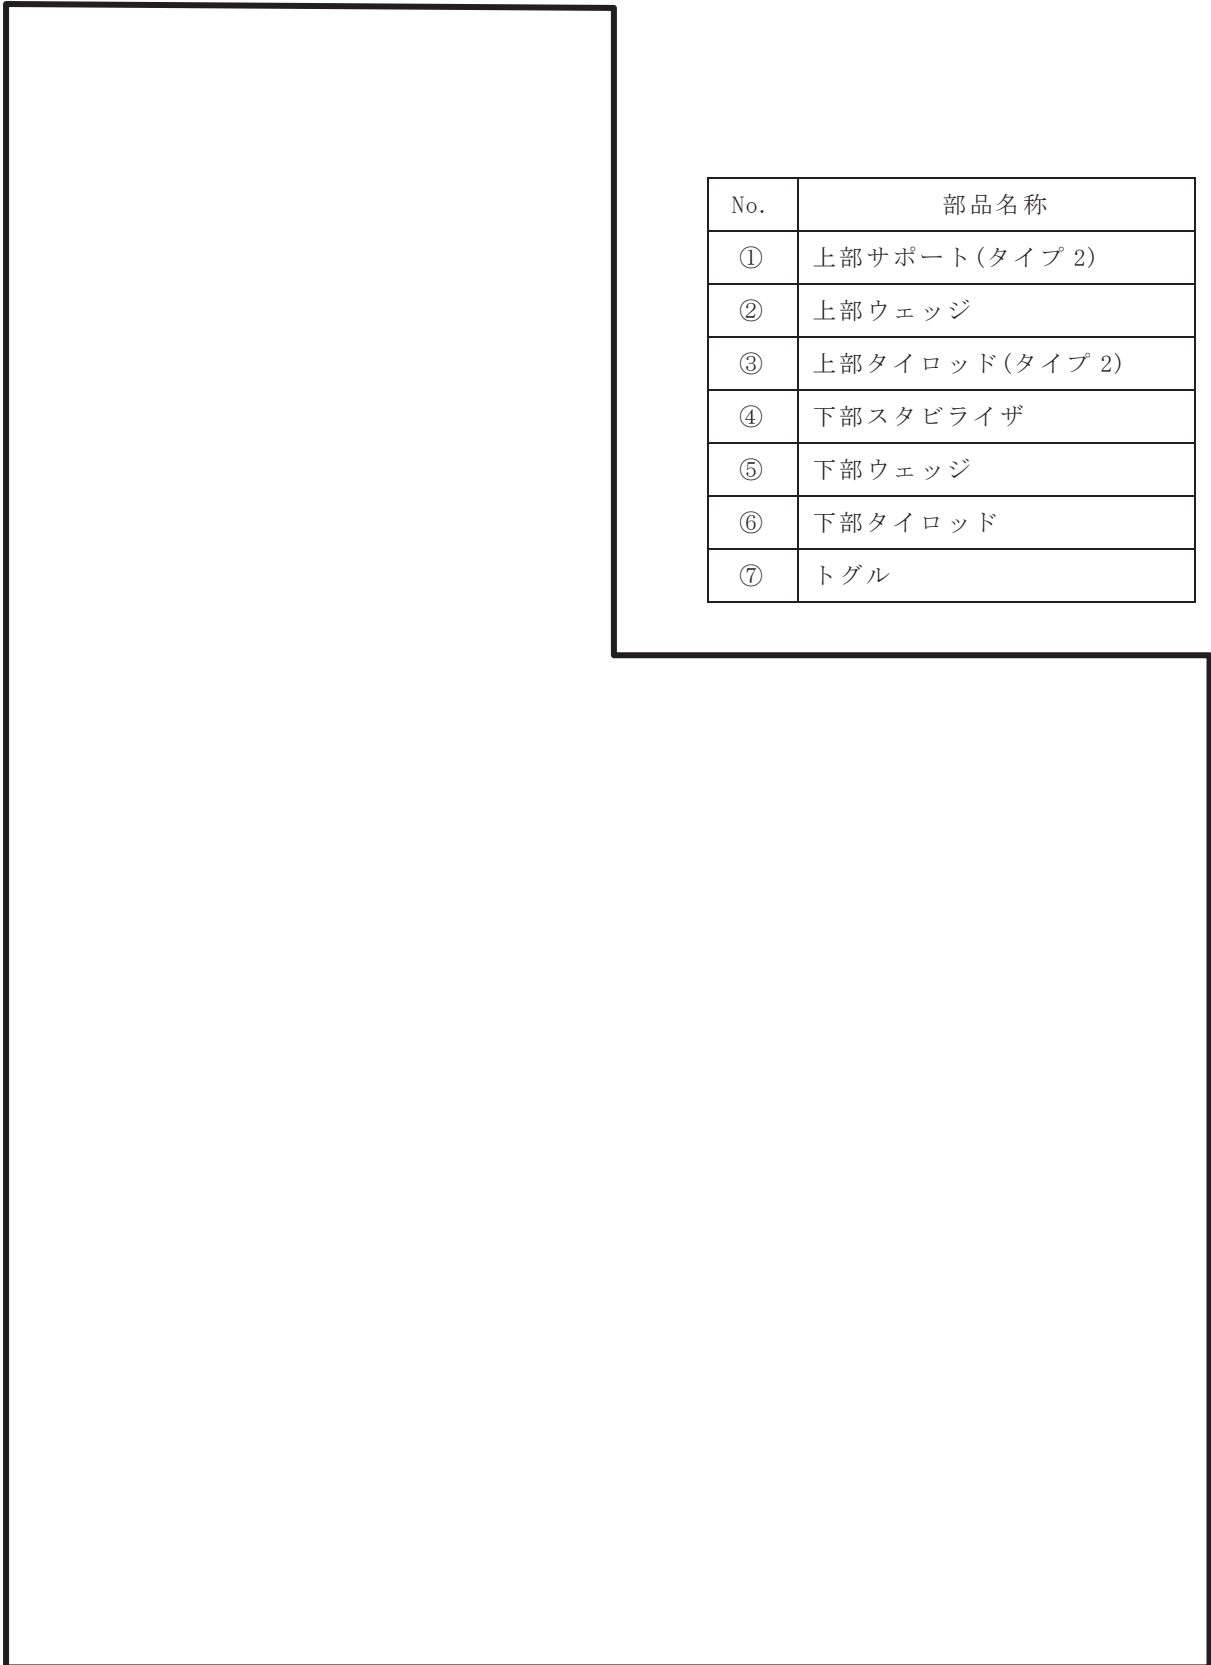 No. 部品名称
① 上部サポート(タイプ 2)
② 上部ウェッジ
③ 上部タイロッド(タイプ 2)
④ 下部スタビライザ
⑤ 下部ウェッジ
⑥ 下部タイロッド
⑦ トグル